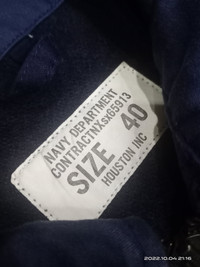 NAVY DEPARTMENT
CONTRACTNXsx65913
SIZE 40
HOUSTON INC
2022.10.04 21:16